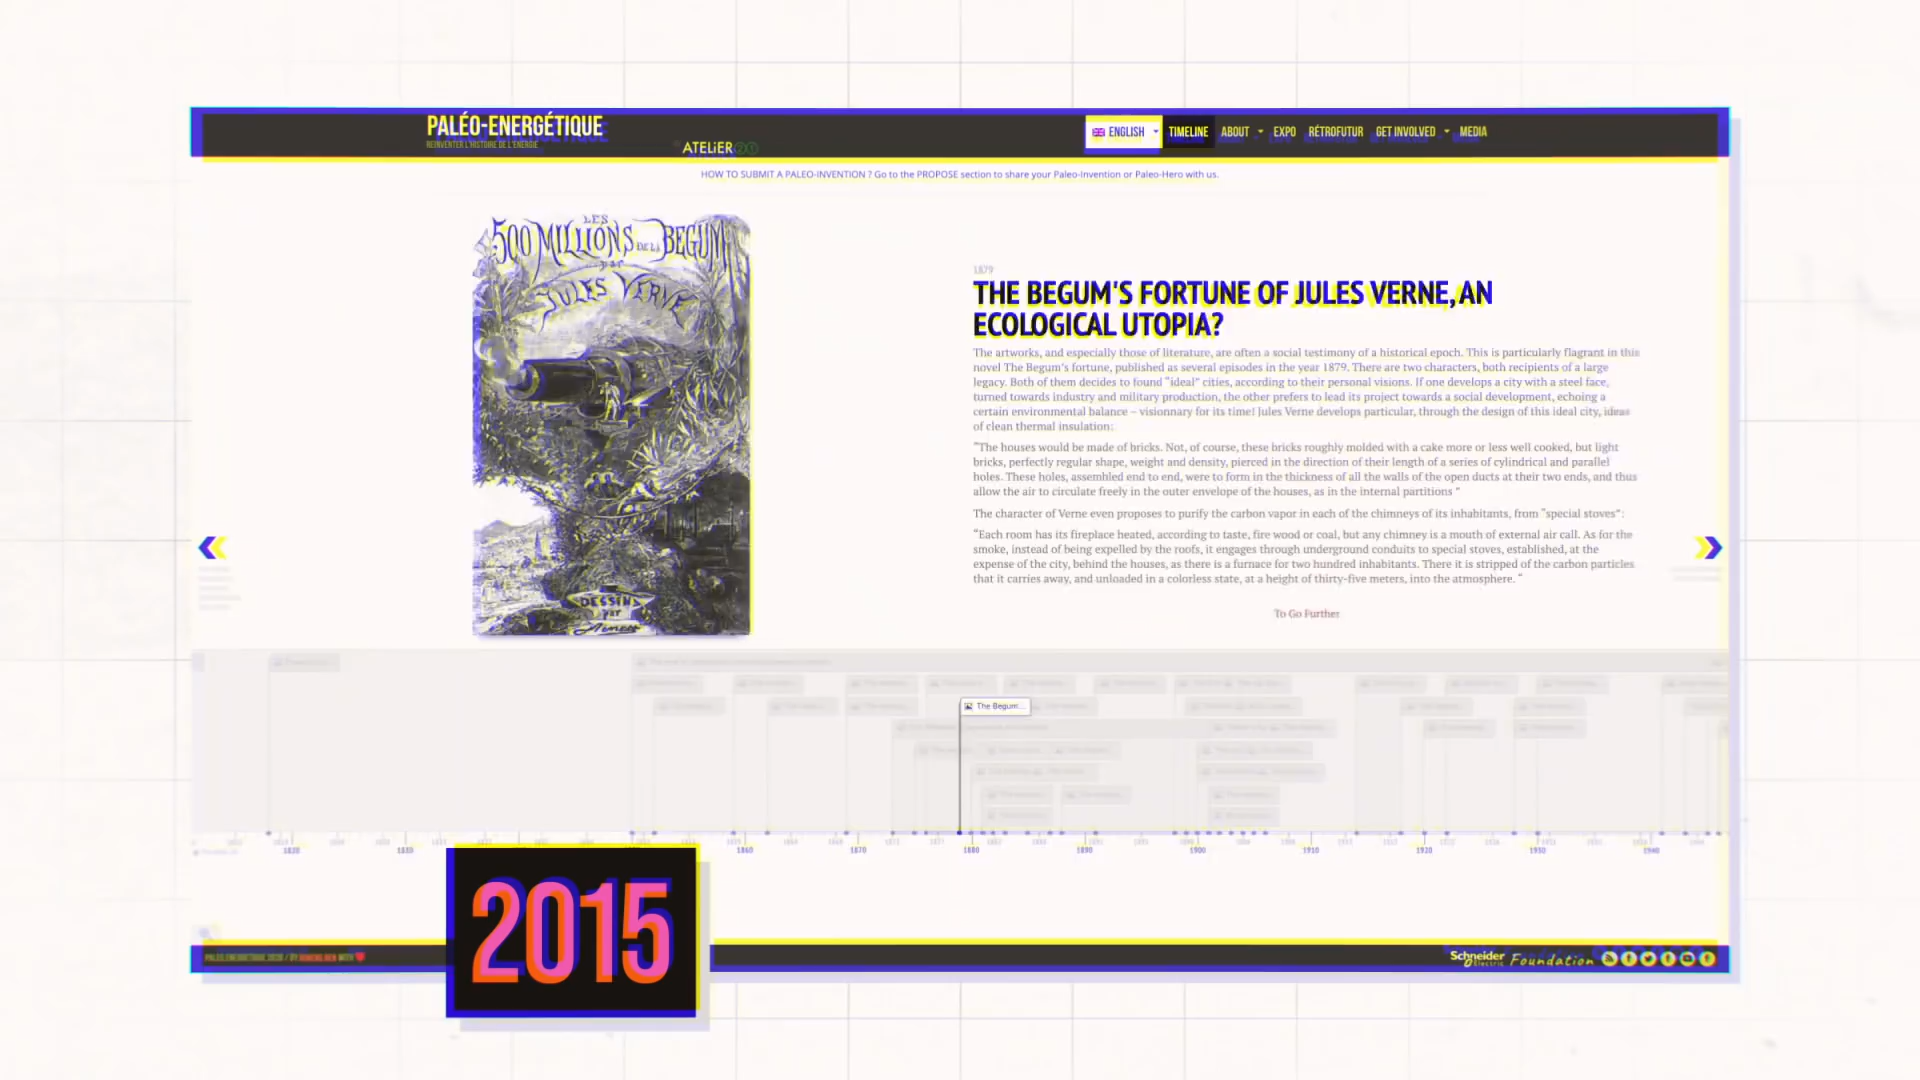 PALÉO-ENERGÉTIQUE
REINVENTER L'HISTOIRE DE L'ENERGIE
ATELIER 21
ENGLISH TIMELINE ABOUT EXPO RÉTROFUTUR GET INVOLVED MEDIA
HOW TO SUBMIT A PALEO-INVENTION ? Go to the PROPOSE section to share your Paleo-Invention or Paleo-Hero with us.
LES
500 MILLIONS DE LA BEGUM
par
JULES VERNE
DESSINS
par
1879
THE BEGUM'S FORTUNE OF JULES VERNE, AN
ECOLOGICAL UTOPIA?
The artworks, and especially those of literature, are often a social testimony of a historical epoch. This is particularly flagrant in this
novel The Begum's fortune, published as several episodes in the year 1879. There are two characters, both recipients of a large
legacy. Both of them decides to found "ideal" cities, according to their personal visions. If one develops a city with a steel face,
turned towards industry and military production, the other prefers to lead its project towards a social development, echoing a
certain environmental balance – visionnary for its time! Jules Verne develops particular, through the design of this ideal city, ideas
of clean thermal insulation:
"The houses would be made of bricks. Not, of course, these bricks roughly molded with a cake more or less well cooked, but light
bricks, perfectly regular shape, weight and density, pierced in the direction of their length of a series of cylindrical and parallel
holes. These holes, assembled end to end, were to form in the thickness of all the walls of the open ducts at their two ends, and thus
allow the air to circulate freely in the outer envelope of the houses, as in the internal partitions "
The character of Verne even proposes to purify the carbon vapor in each of the chimneys of its inhabitants, from "special stoves":
"Each room has its fireplace heated, according to taste, fire wood or coal, but any chimney is a mouth of external air call. As for the
smoke, instead of being expelled by the roofs, it engages through underground conduits to special stoves, established, at the
expense of the city, behind the houses, as there is a furnace for two hundred inhabitants. There it is stripped of the carbon particles
that it carries away, and unloaded in a colorless state, at a height of thirty-five meters, into the atmosphere. "
To Go Further
The Begum...
1820 1830 1860 1870 1880 1890 1900 1910 1920 1930 1940
2015
Schneider Electric Foundation